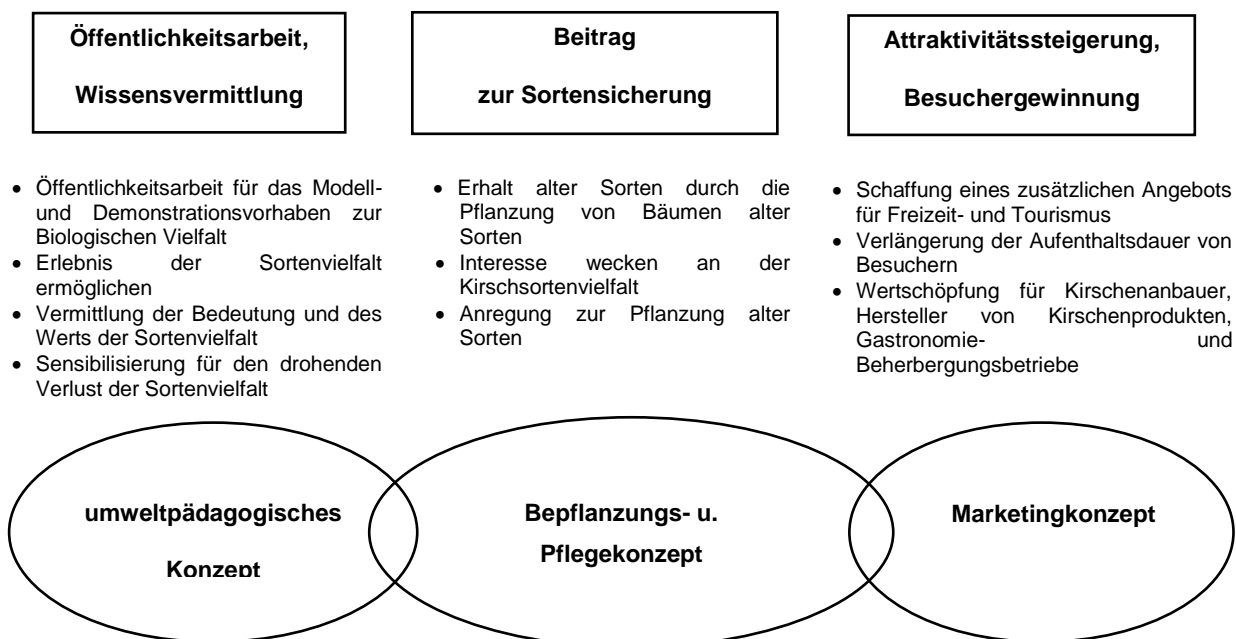 Öffentlichkeitsarbeit,
Wissensvermittlung
Beitrag
zur Sortensicherung
Attraktivitätssteigerung,
Besuchergewinnung
• Öffentlichkeitsarbeit für das Modell-
und Demonstrationsvorhaben zur
Biologischen Vielfalt
• Erlebnis der Sortenvielfalt
ermöglichen
• Vermittlung der Bedeutung und des
Werts der Sortenvielfalt
• Sensibilisierung für den drohenden
Verlust der Sortenvielfalt
• Erhalt alter Sorten durch die
Pflanzung von Bäumen alter
Sorten
• Interesse wecken an der
Kirschsortenvielfalt
• Anregung zur Pflanzung alter
Sorten
• Schaffung eines zusätzlichen Angebots
für Freizeit- und Tourismus
• Verlängerung der Aufenthaltsdauer von
Besuchern
• Wertschöpfung für Kirschenanbauer,
Hersteller von Kirschenprodukten,
Gastronomie- und
Beherbergungsbetriebe
umweltpädagogisches
Konzept
Bepflanzungs- u.
Pflegekonzept
Marketingkonzept